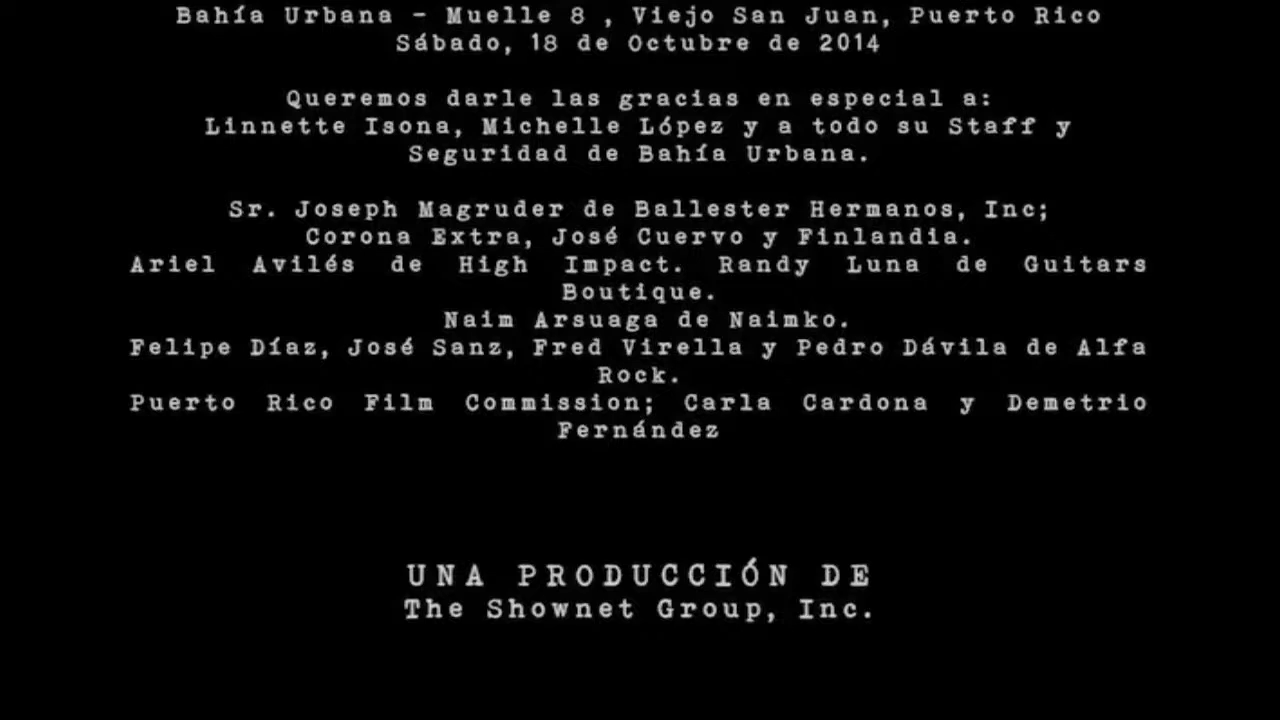 Bahía Urbana - Muelle 8 , Viejo San Juan, Puerto Rico
Sábado, 18 de Octubre de 2014
Queremos darle las gracias en especial a:
Linnette Isona, Michelle López y a todo su Staff y
Seguridad de Bahía Urbana.
Sr. Joseph Magruder de Ballester Hermanos, Inc;
Corona Extra, José Cuervo y Finlandia.
Ariel Avilés de High Impact. Randy Luna de Guitars
Boutique.
Naim Arsuaga de Naimko.
Felipe Díaz, José Sanz, Fred Virella y Pedro Dávila de Alfa
Rock.
Puerto Rico Film Commission; Carla Cardona y Demetrio
Fernández
UNA PRODUCCIÓN DE
The Shownet Group, Inc.